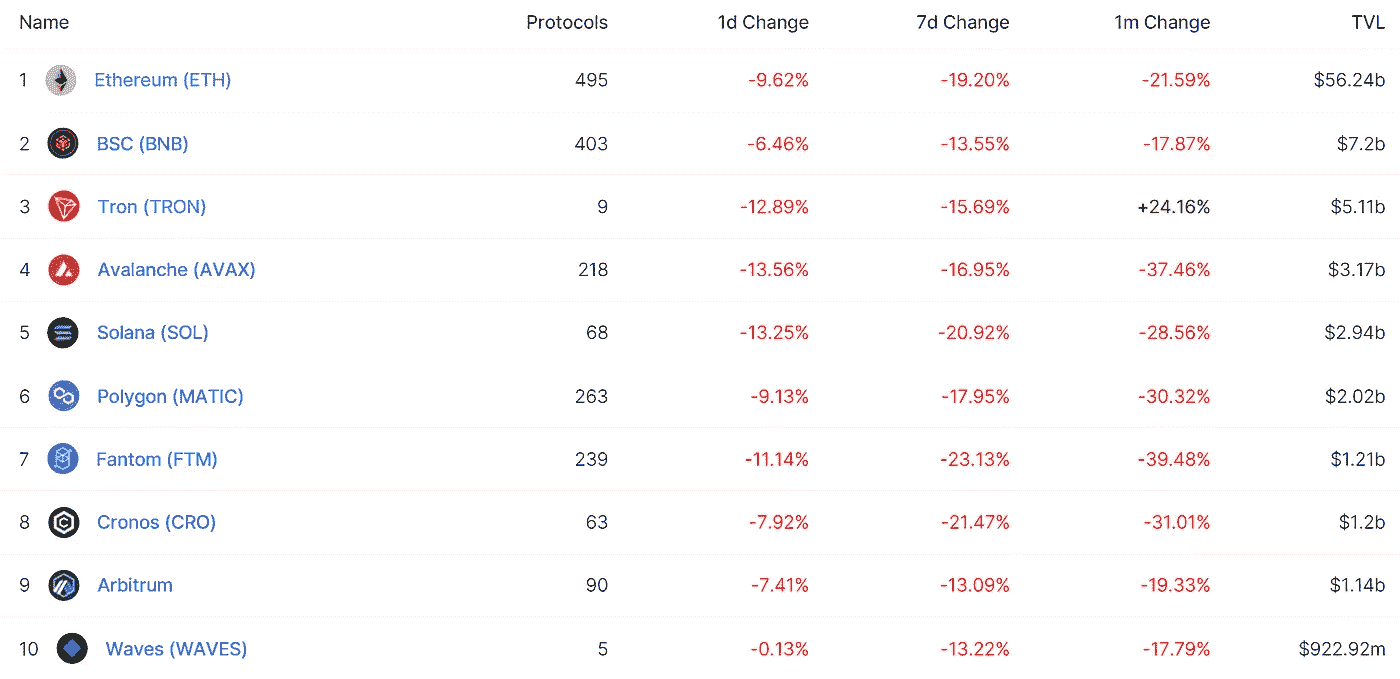 Name Protocols 1d Change 7d Change 1m Change TVL
1 Ethereum (ETH) 495 -9.62% -19.20% -21.59% $56.24b
2 BSC (BNB) 403 -6.46% -13.55% -17.87% $7.2b
3 Tron (TRON) 9 -12.89% -15.69% +24.16% $5.11b
4 Avalanche (AVAX) 218 -13.56% -16.95% -37.46% $3.17b
5 Solana (SOL) 68 -13.25% -20.92% -28.56% $2.94b
6 Polygon (MATIC) 263 -9.13% -17.95% -30.32% $2.02b
7 Fantom (FTM) 239 -11.14% -23.13% -39.48% $1.21b
8 Cronos (CRO) 63 -7.92% -21.47% -31.01% $1.2b
9 Arbitrum 90 -7.41% -13.09% -19.33% $1.14b
10 Waves (WAVES) 5 -0.13% -13.22% -17.79% $922.92m